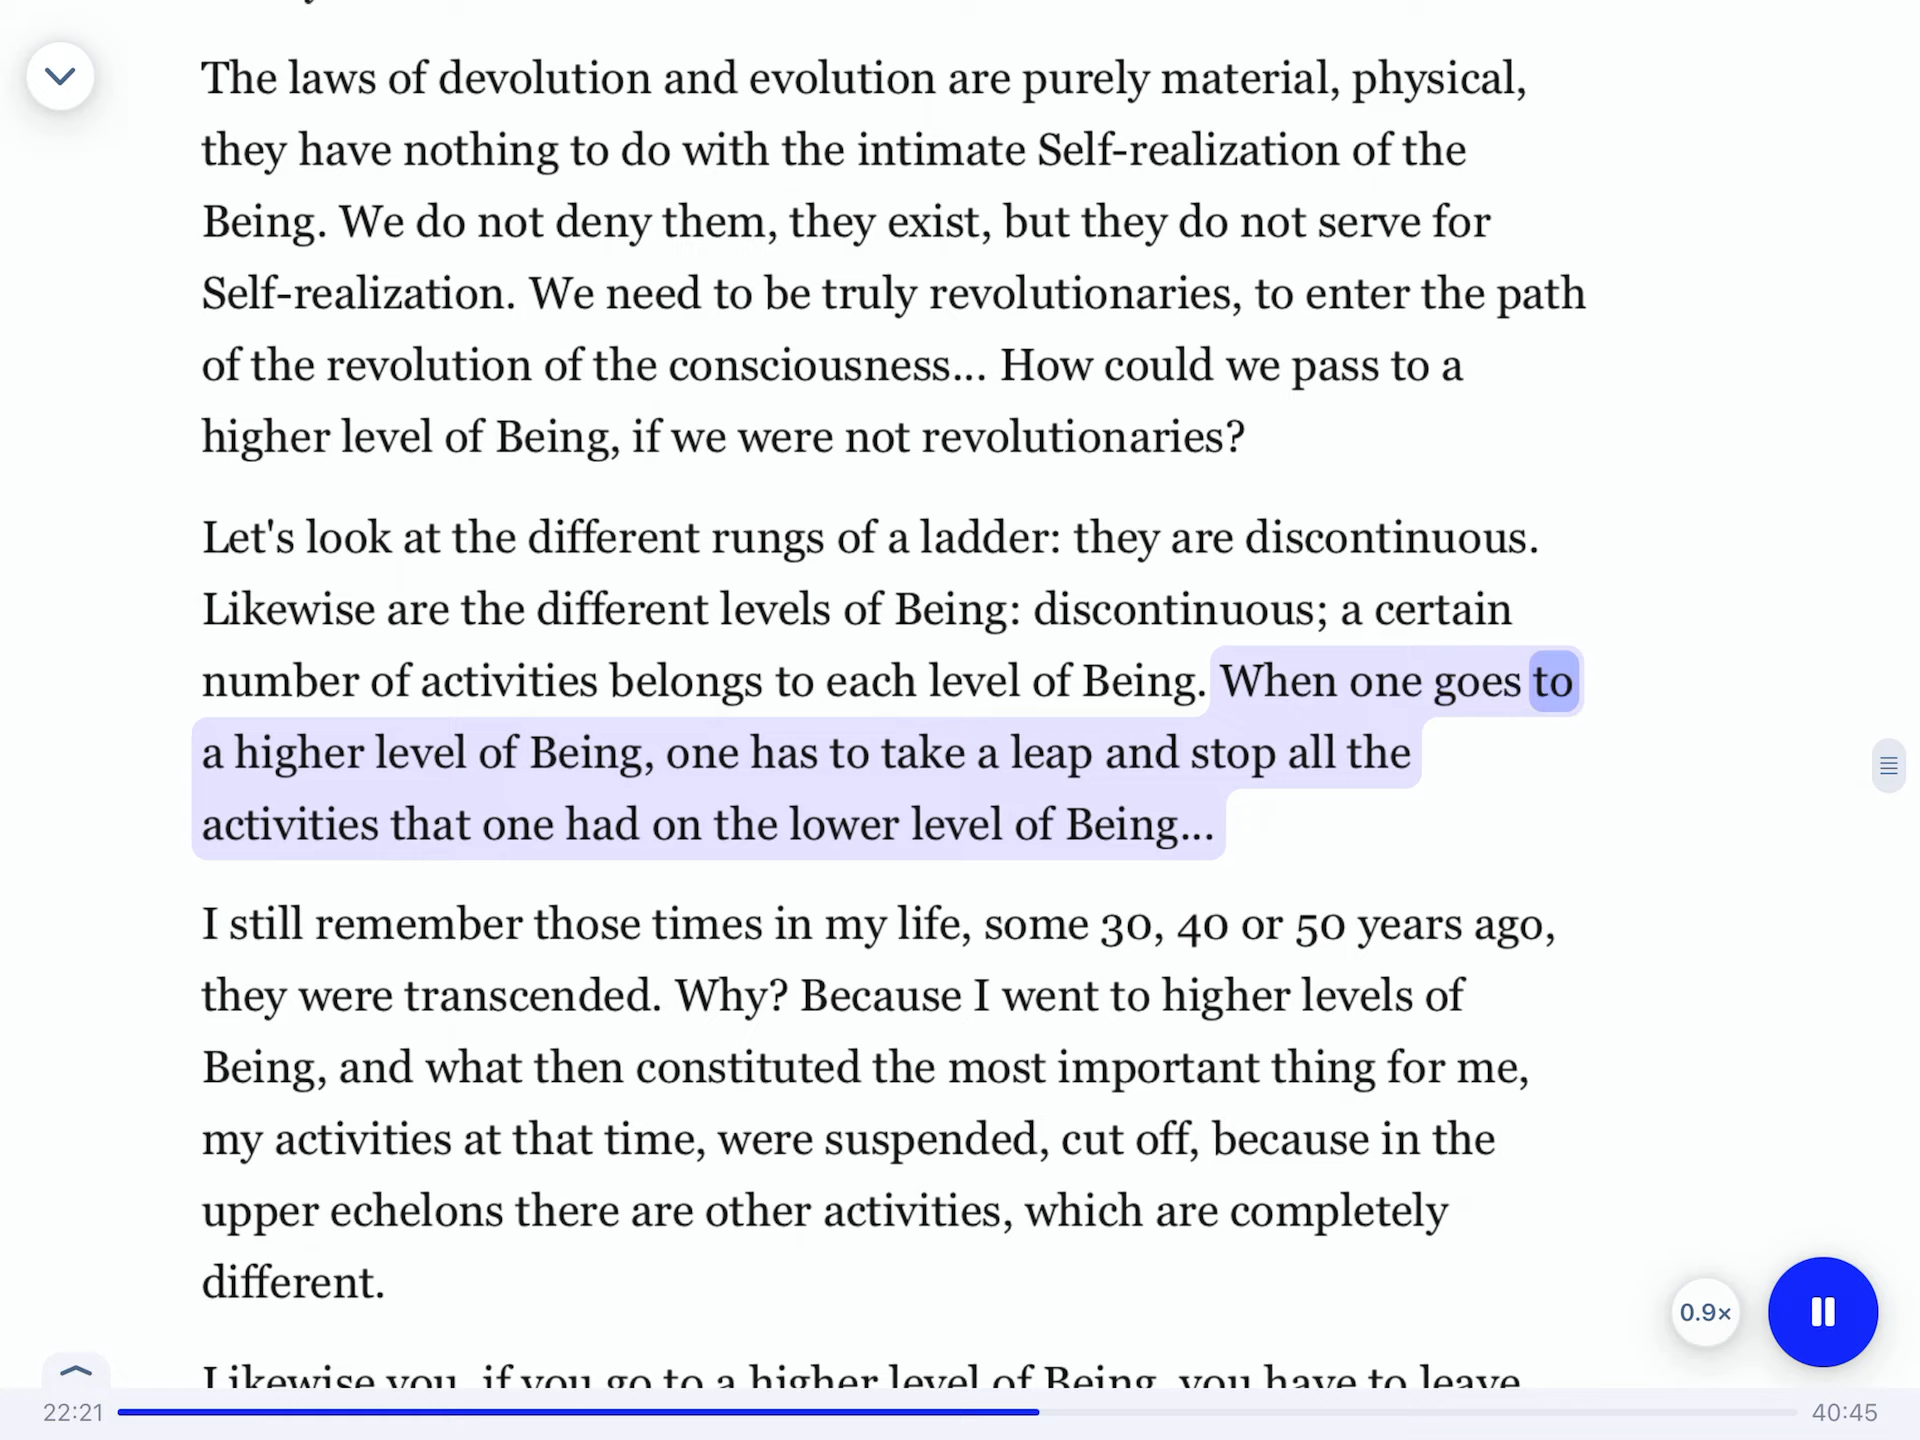 The laws of devolution and evolution are purely material, physical,
they have nothing to do with the intimate Self-realization of the
Being. We do not deny them, they exist, but they do not serve for
Self-realization. We need to be truly revolutionaries, to enter the path
of the revolution of the consciousness... How could we pass to a
higher level of Being, if we were not revolutionaries?
Let's look at the different rungs of a ladder: they are discontinuous.
Likewise are the different levels of Being: discontinuous; a certain
number of activities belongs to each level of Being. When one goes to
a higher level of Being, one has to take a leap and stop all the
activities that one had on the lower level of Being...
I still remember those times in my life, some 30, 40 or 50 years ago,
they were transcended. Why? Because I went to higher levels of
Being, and what then constituted the most important thing for me,
my activities at that time, were suspended, cut off, because in the
upper echelons there are other activities, which are completely
different.
0.9×
Likewise you, if you go to a higher level of Being, you have to leave
22:21
40:45